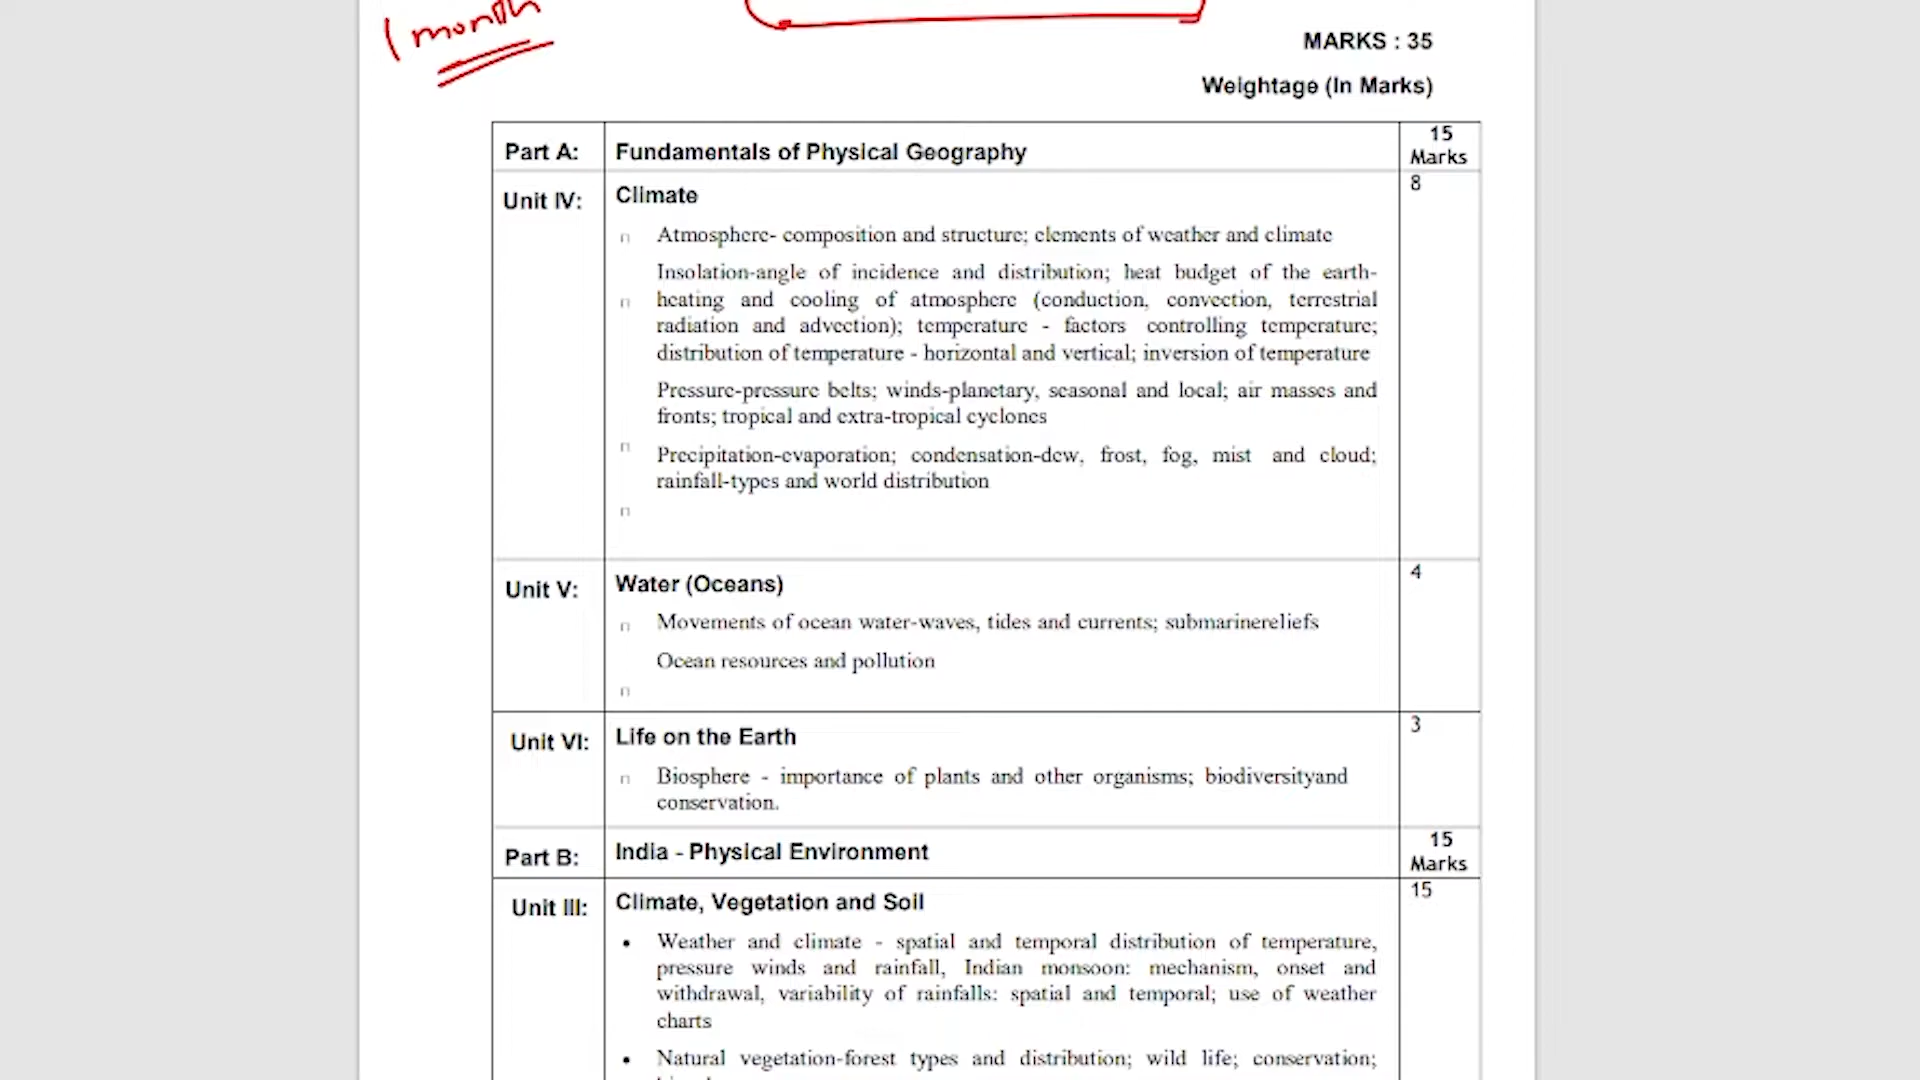 1 month
MARKS : 35
Weightage (In Marks)
Part A: Fundamentals of Physical Geography 15 Marks
Unit IV: Climate 8
Atmosphere- composition and structure; elements of weather and climate
Insolation-angle of incidence and distribution; heat budget of the earth-
heating and cooling of atmosphere (conduction, convection, terrestrial
radiation and advection); temperature - factors controlling temperature;
distribution of temperature - horizontal and vertical; inversion of temperature
Pressure-pressure belts; winds-planetary, seasonal and local; air masses and
fronts; tropical and extra-tropical cyclones
Precipitation-evaporation; condensation-dew, frost, fog, mist and cloud;
rainfall-types and world distribution
Unit V: Water (Oceans) 4
Movements of ocean water-waves, tides and currents; submarinereliefs
Ocean resources and pollution
Unit VI: Life on the Earth 3
Biosphere - importance of plants and other organisms; biodiversityand
conservation.
Part B: India - Physical Environment 15 Marks
Unit III: Climate, Vegetation and Soil 15
• Weather and climate - spatial and temporal distribution of temperature,
pressure winds and rainfall, Indian monsoon: mechanism, onset and
withdrawal, variability of rainfalls: spatial and temporal; use of weather
charts
• Natural vegetation-forest types and distribution; wild life; conservation;